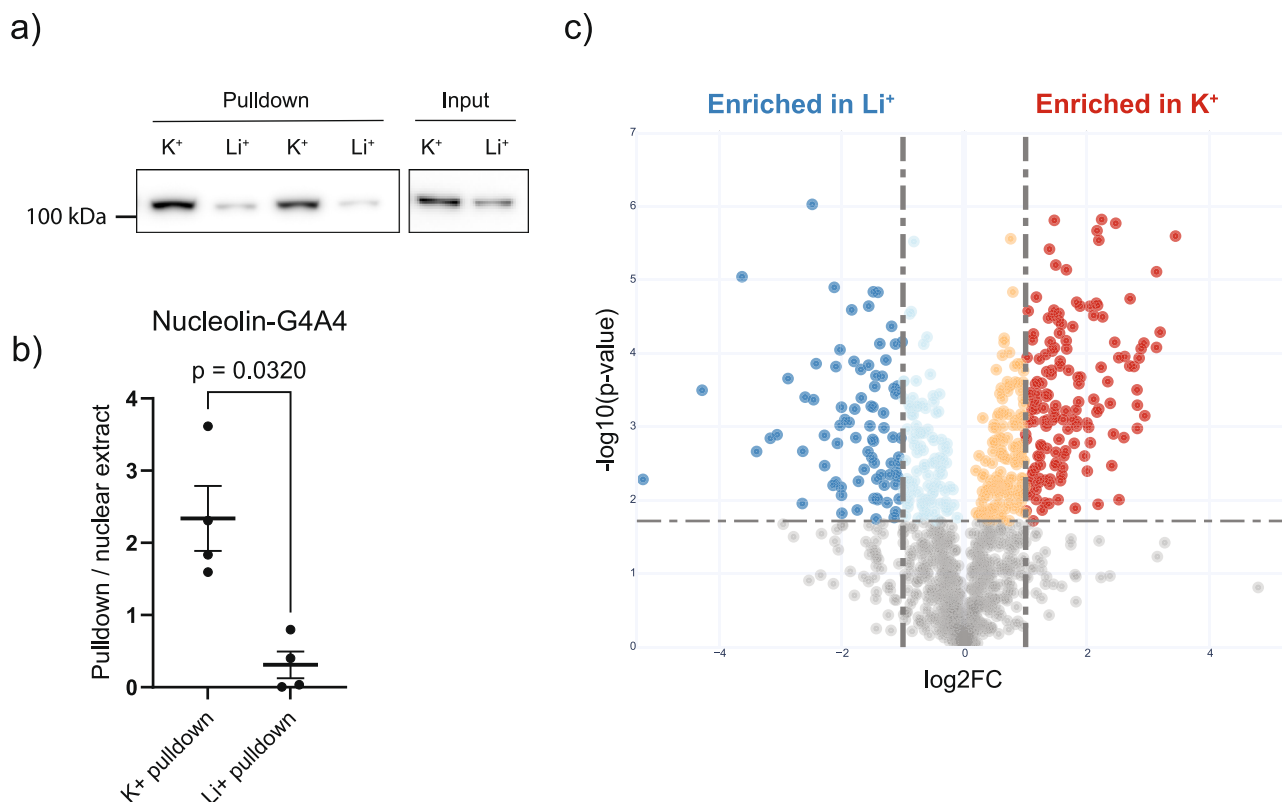 a)
Pulldown
Input
K⁺ Li⁺ K⁺ Li⁺ K⁺ Li⁺
100 kDa
b)
Nucleolin-G4A4
p = 0.0320
4
3
2
1
0
Pulldown / nuclear extract
K+ pulldown
Li+ pulldown
c)
Enriched in Li⁺
Enriched in K⁺
7
6
5
4
3
2
1
0
-log10(p-value)
−4 −2 0 2 4
log2FC